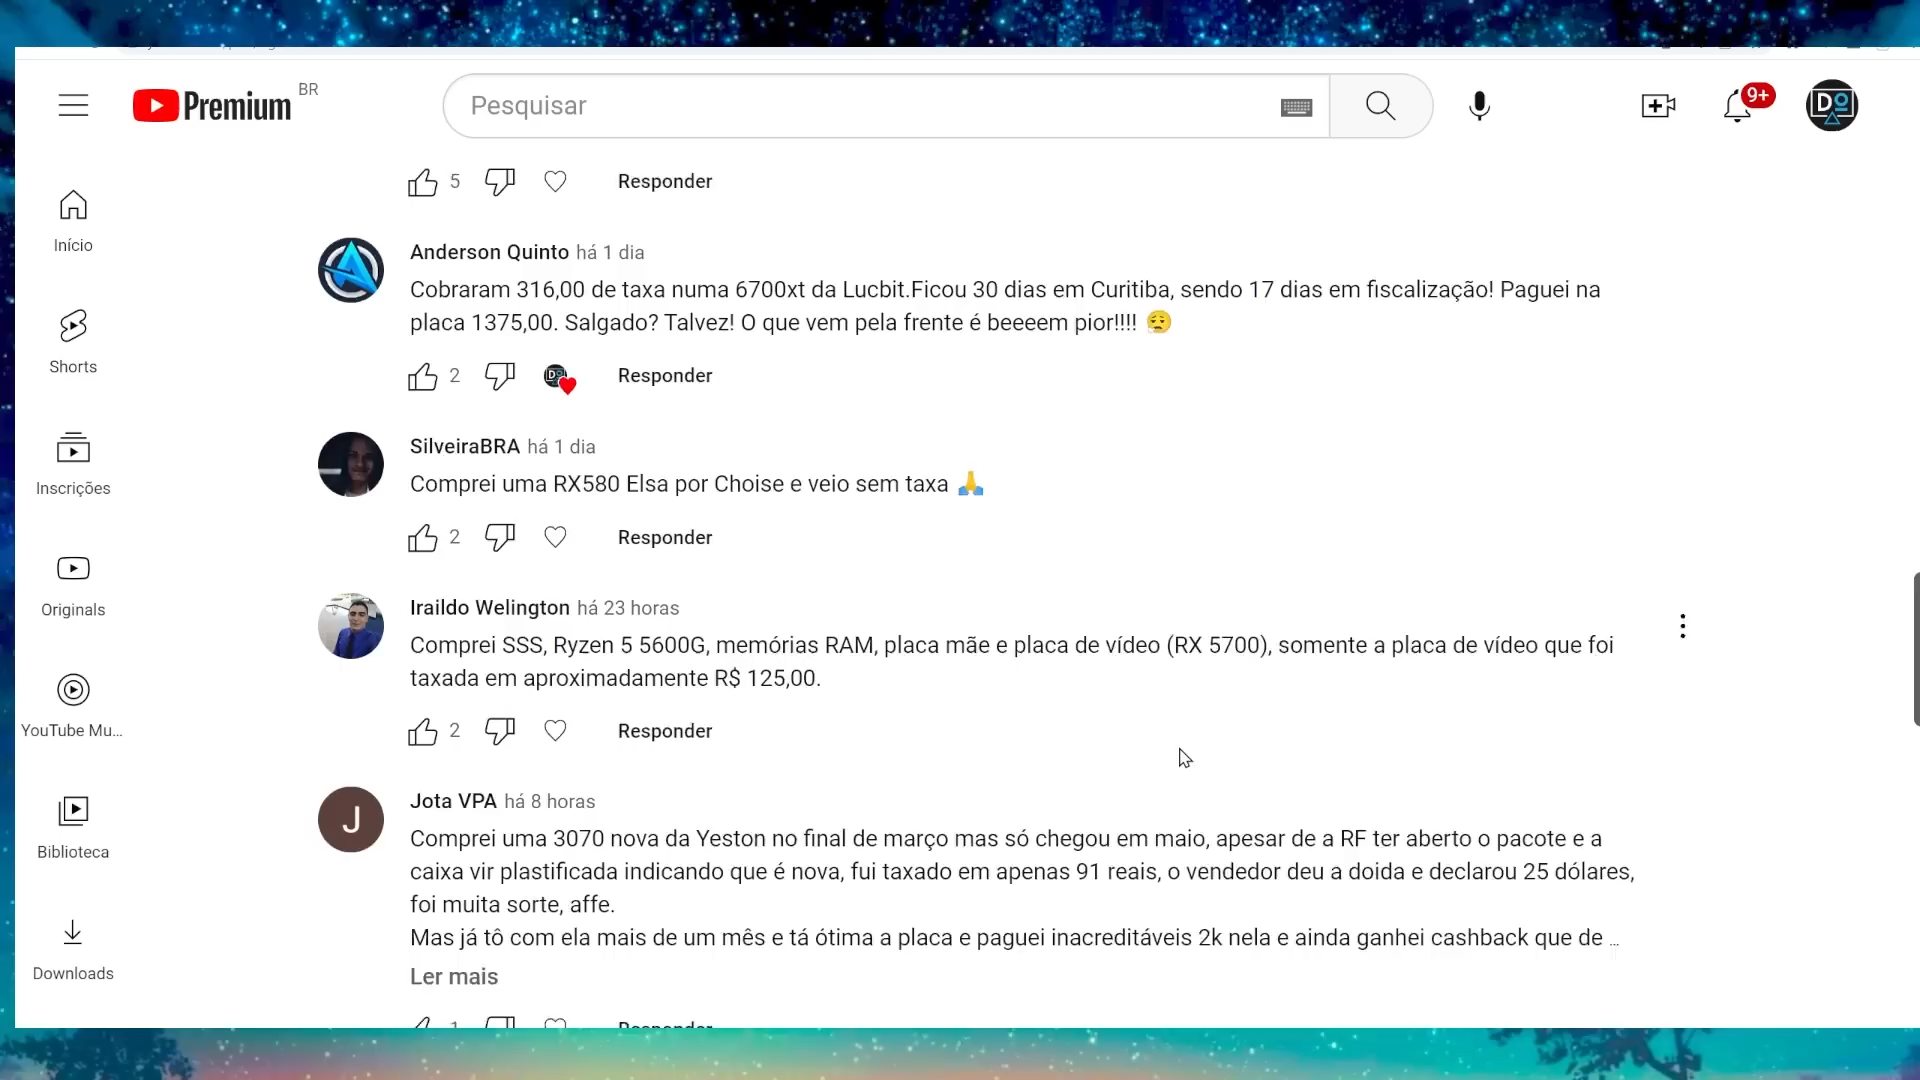 Premium BR
Pesquisar
9+
5 Responder
Início
Shorts
Inscrições
Originals
YouTube Mu...
Biblioteca
Downloads
Anderson Quinto há 1 dia
Cobraram 316,00 de taxa numa 6700xt da Lucbit.Ficou 30 dias em Curitiba, sendo 17 dias em fiscalização! Paguei na
placa 1375,00. Salgado? Talvez! O que vem pela frente é beeeem pior!!!! 😮‍💨
2 Responder
SilveiraBRA há 1 dia
Comprei uma RX580 Elsa por Choise e veio sem taxa 🙏
2 Responder
Iraildo Welington há 23 horas
Comprei SSS, Ryzen 5 5600G, memórias RAM, placa mãe e placa de vídeo (RX 5700), somente a placa de vídeo que foi
taxada em aproximadamente R$ 125,00.
2 Responder
J
Jota VPA há 8 horas
Comprei uma 3070 nova da Yeston no final de março mas só chegou em maio, apesar de a RF ter aberto o pacote e a
caixa vir plastificada indicando que é nova, fui taxado em apenas 91 reais, o vendedor deu a doida e declarou 25 dólares,
foi muita sorte, affe.
Mas já tô com ela mais de um mês e tá ótima a placa e paguei inacreditáveis 2k nela e ainda ganhei cashback que de ...
Ler mais
1 Responder